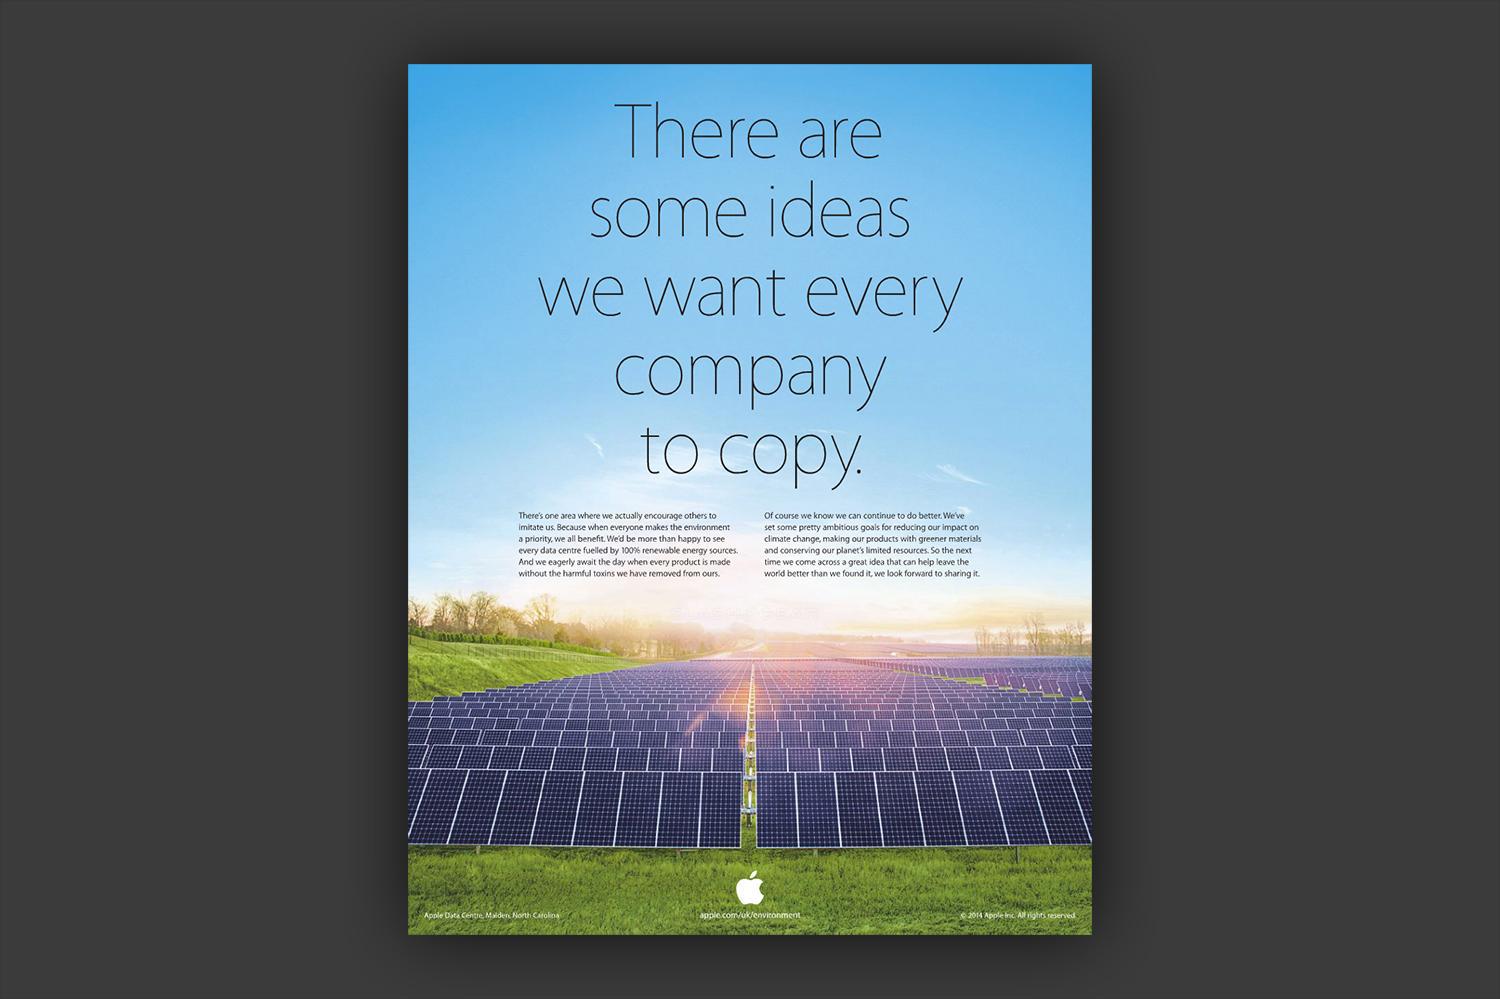 There are
some ideas
we want every
company
to copy.
There's one area where we actually encourage others to
imitate us. Because when everyone makes the environment
a priority, we all benefit. We'd be more than happy to see
every data centre fuelled by 100% renewable energy sources.
And we eagerly await the day when every product is made
without the harmful toxins we have removed from ours.
Of course we know we can continue to do better. We've
set some pretty ambitious goals for reducing our impact on
climate change, making our products with greener materials
and conserving our planet's limited resources. So the next
time we come across a great idea that can help leave the
world better than we found it, we look forward to sharing it.
Apple Data Centre, Maiden, North Carolina
apple.com/uk/environment
© 2014 Apple Inc. All rights reserved.